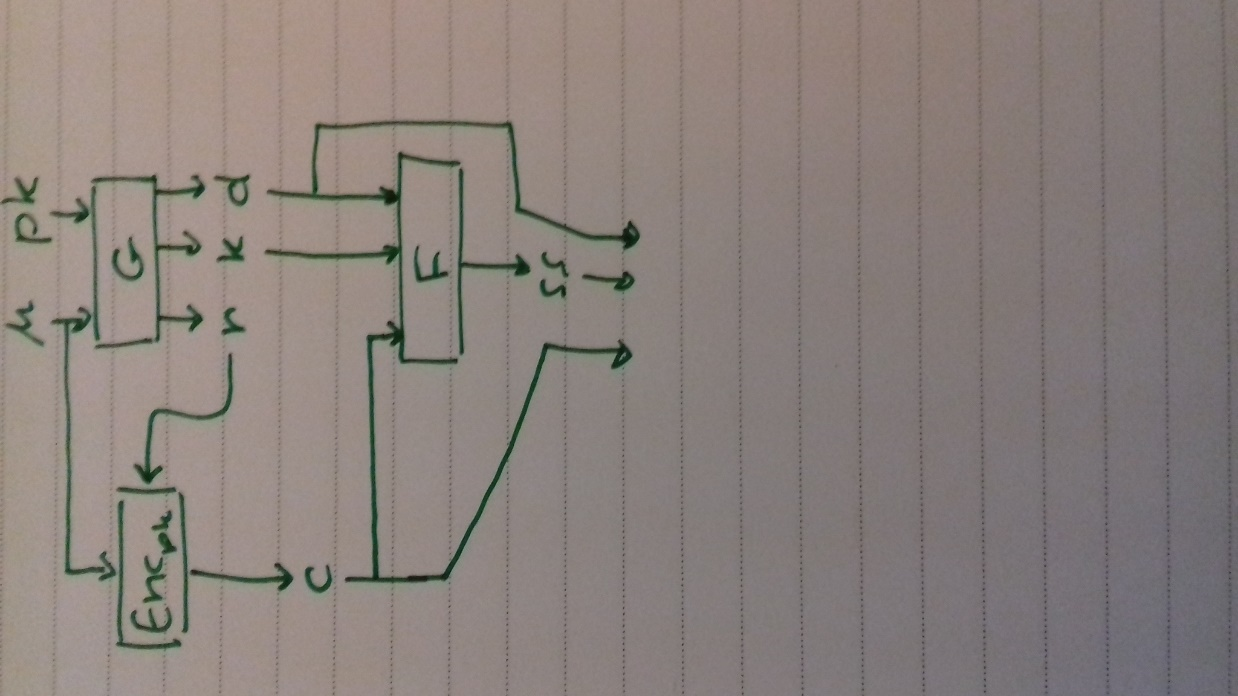 μ pk
Enc_pk G
r k d
c
F
ss